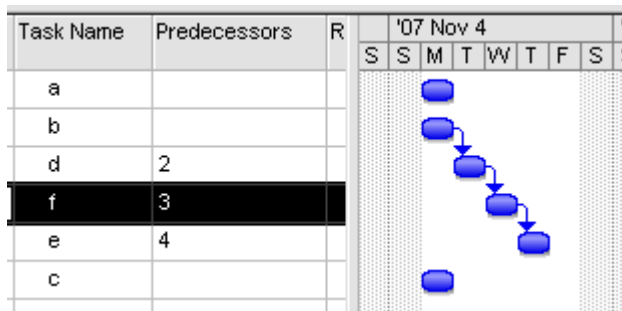 Task Name Predecessors R '07 Nov 4
S S M T W T F S
a
b
d 2
f 3
e 4
c